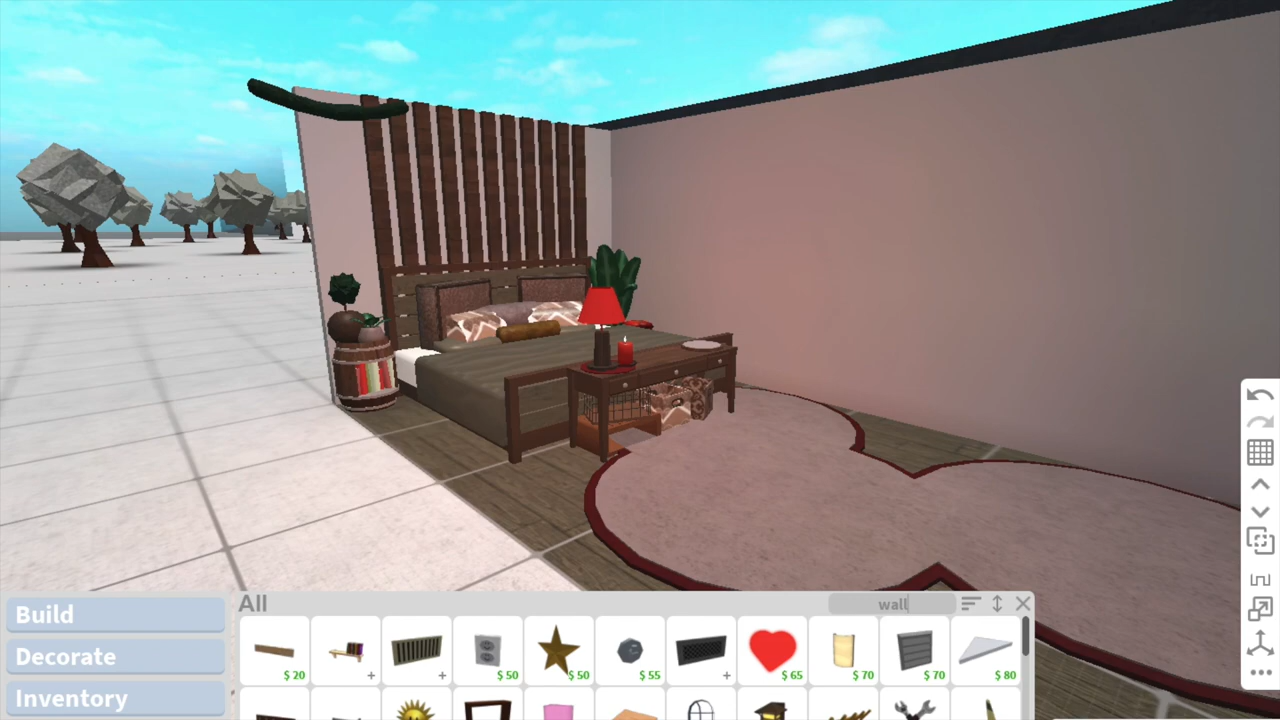 All
wall
Build
Decorate
Inventory
$ 20
+
+
$ 50
$ 50
$ 55
+
$ 65
$ 70
$ 70
$ 80